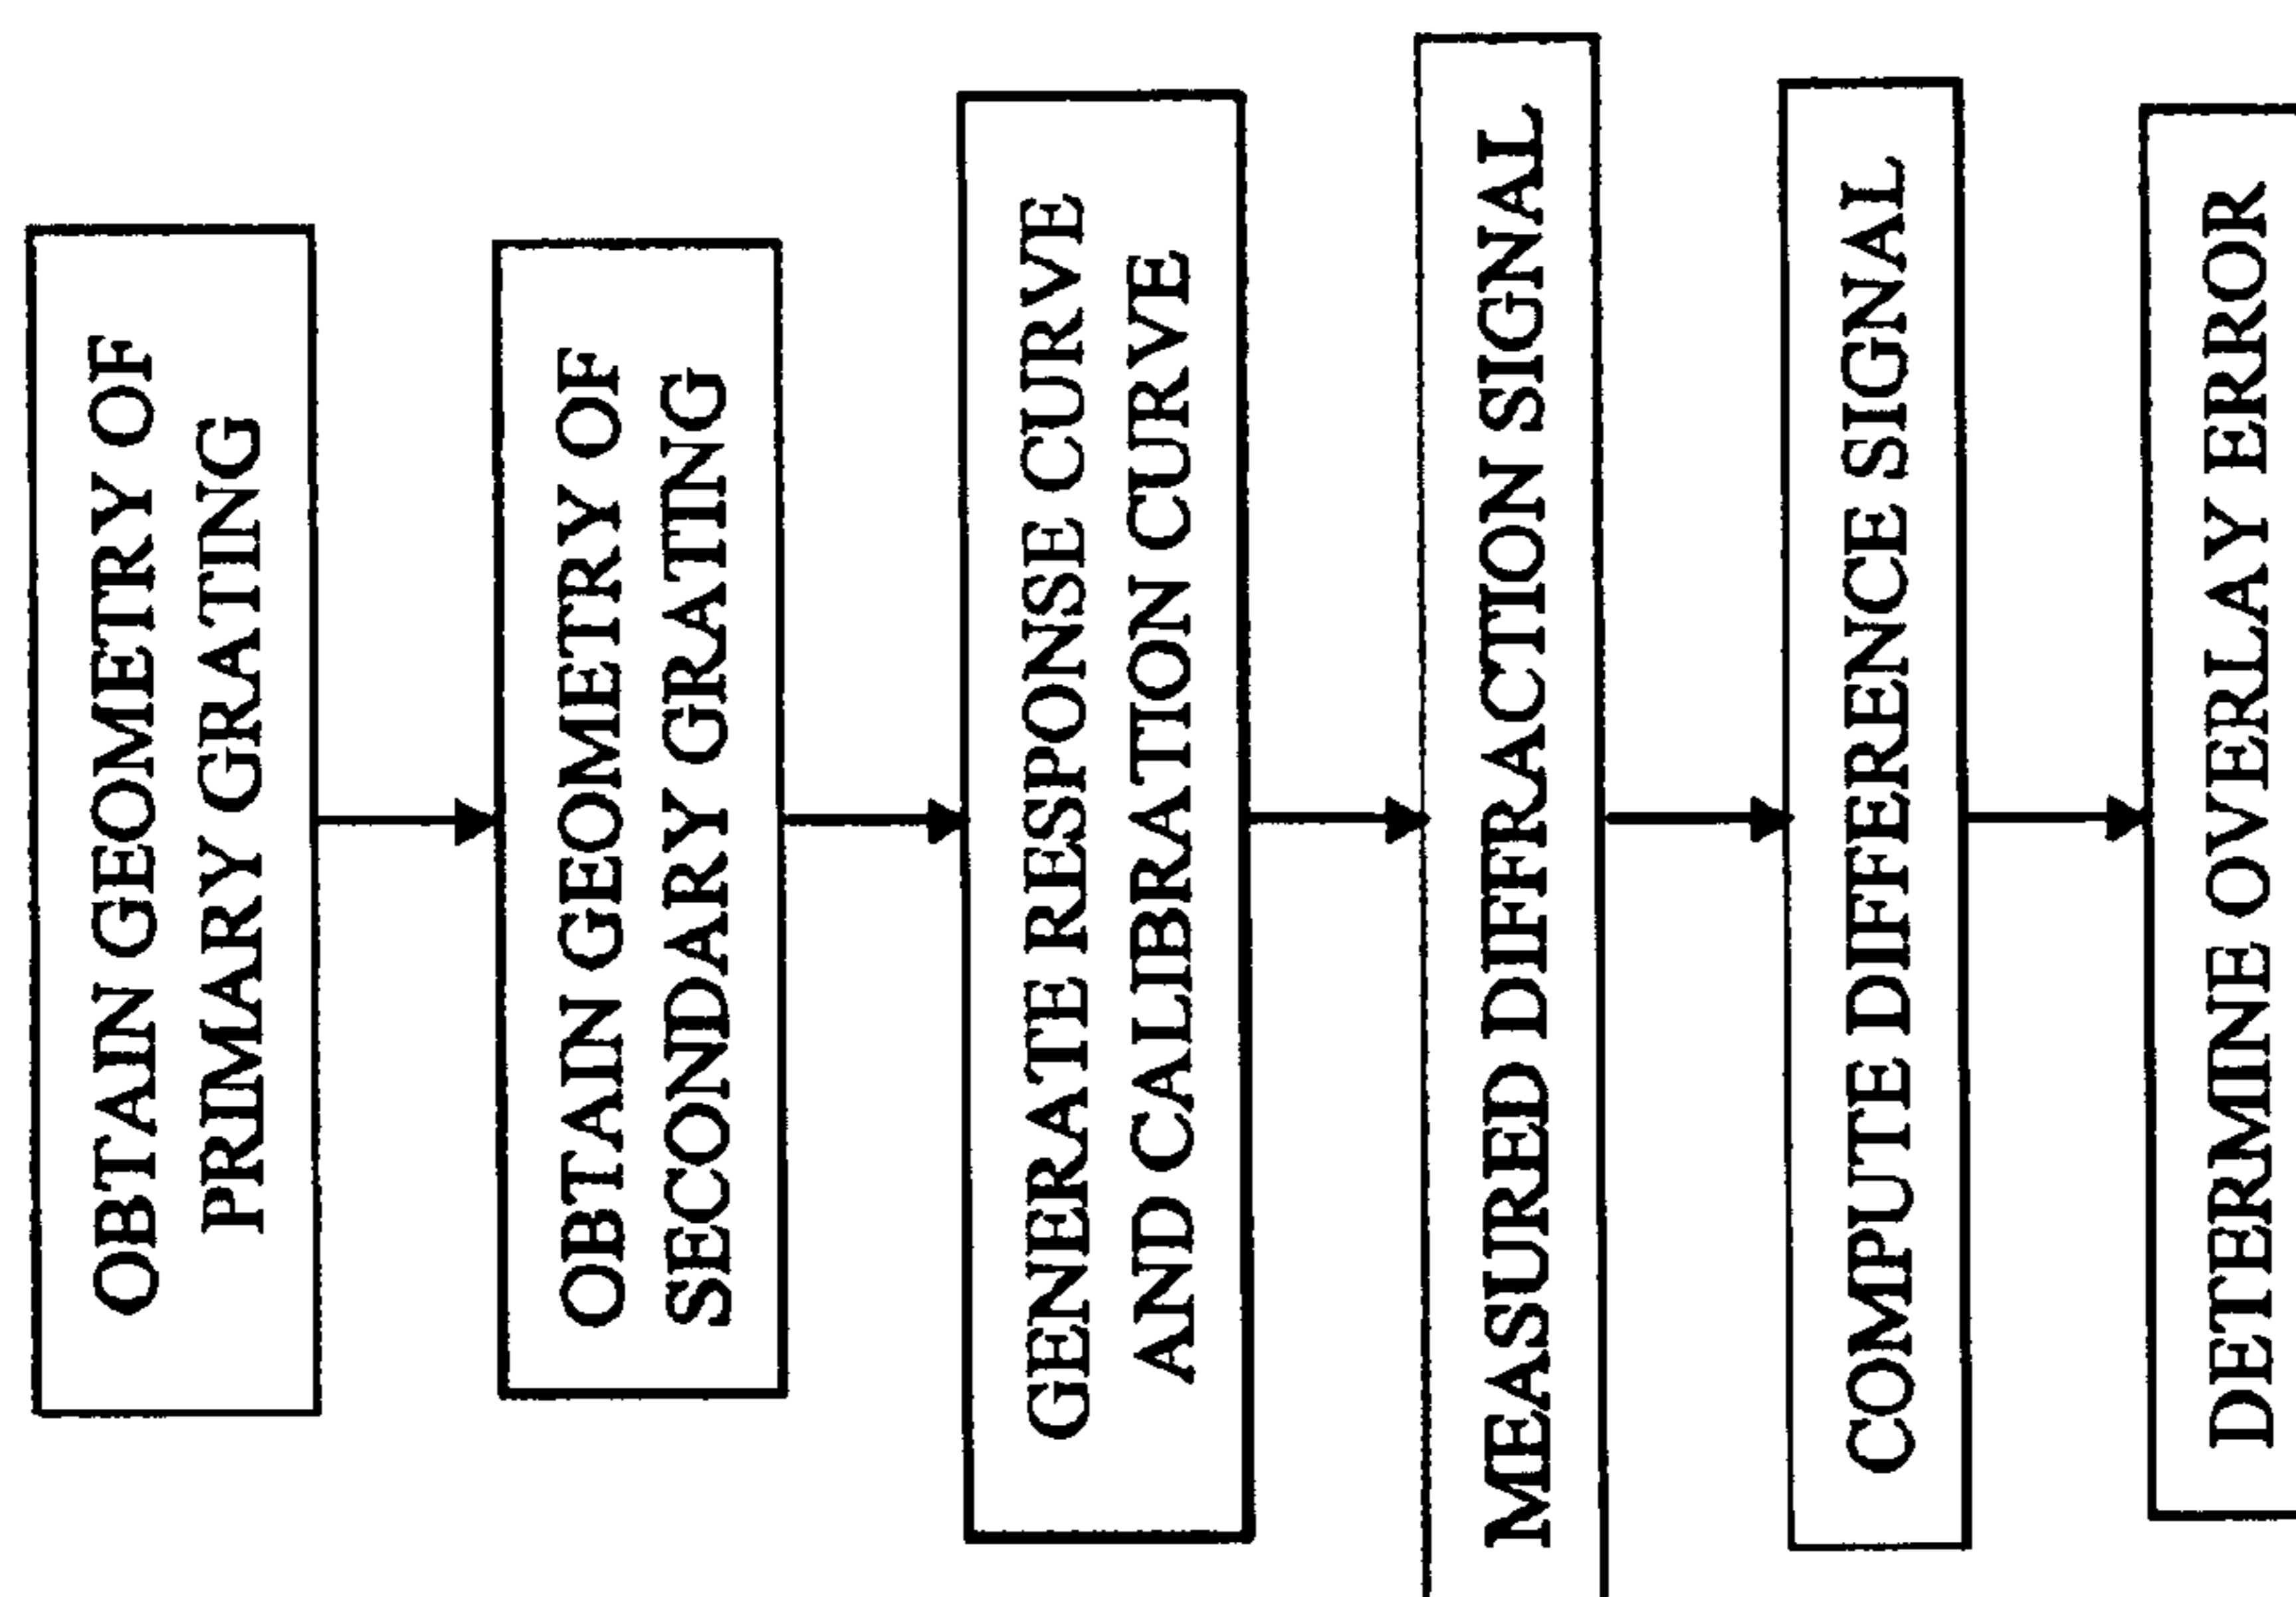 OBTAIN GEOMETRY OF
PRIMARY GRATING
OBTAIN GEOMETRY OF
SECONDARY GRATING
GENERATE RESPONSE CURVE
AND CALIBRATION CURVE
MEASURED DIFFRACTION SIGNAL
COMPUTE DIFFERENCE SIGNAL
DETERMINE OVERLAY ERROR